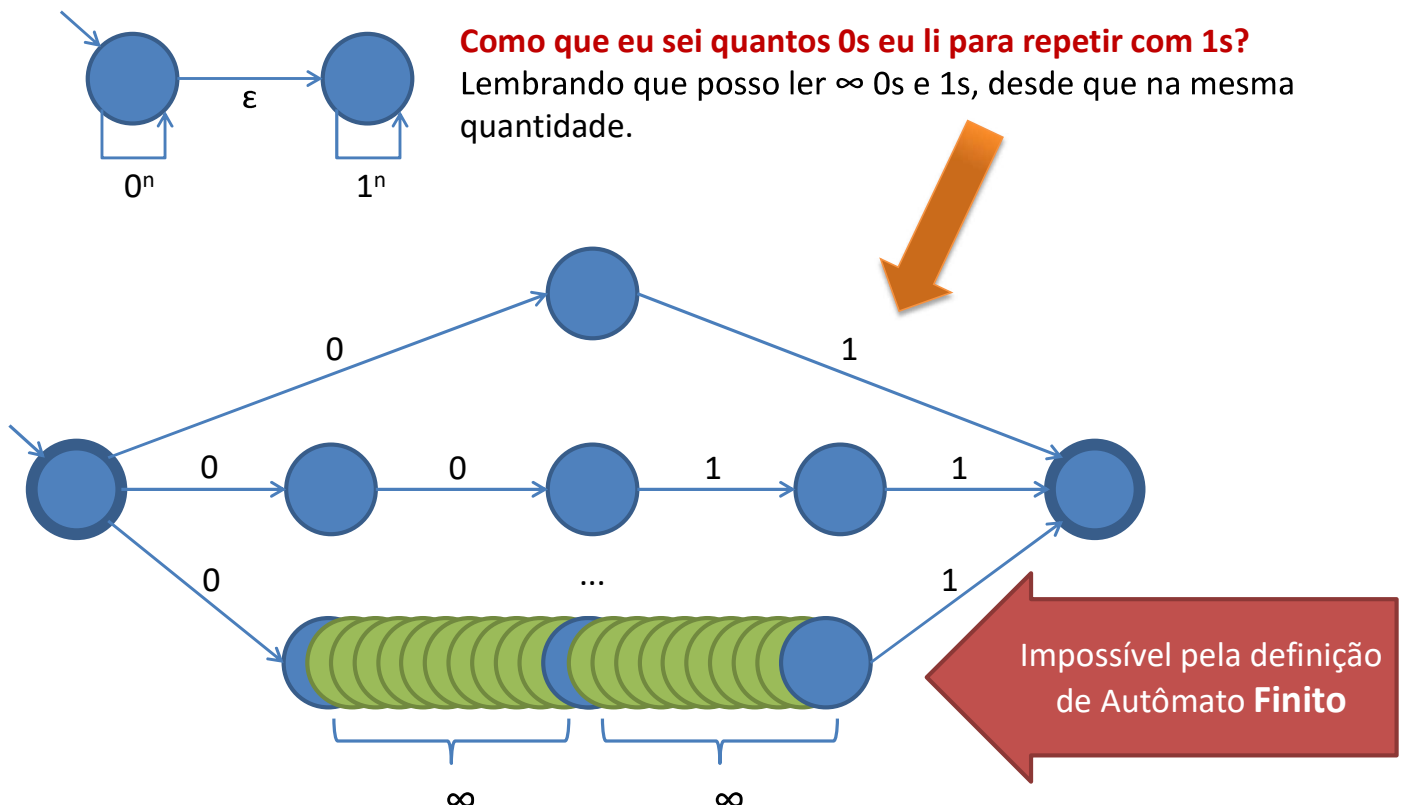 Como que eu sei quantos 0s eu li para repetir com 1s?
Lembrando que posso ler ∞ 0s e 1s, desde que na mesma
quantidade.
ε
0ⁿ
1ⁿ
0
1
0
0
1
1
0
...
1
Impossível pela definição
de Autômato Finito
∞
∞